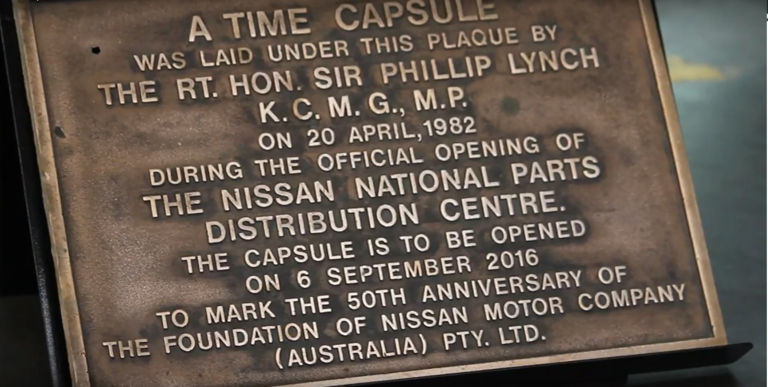 A TIME CAPSULE
WAS LAID UNDER THIS PLAQUE BY
THE RT. HON. SIR PHILLIP LYNCH
K.C.M.G., M.P.
ON 20 APRIL, 1982
DURING THE OFFICIAL OPENING OF
THE NISSAN NATIONAL PARTS
DISTRIBUTION CENTRE.
THE CAPSULE IS TO BE OPENED
ON 6 SEPTEMBER 2016
TO MARK THE 50TH ANNIVERSARY OF
THE FOUNDATION OF NISSAN MOTOR COMPANY
(AUSTRALIA) PTY. LTD.